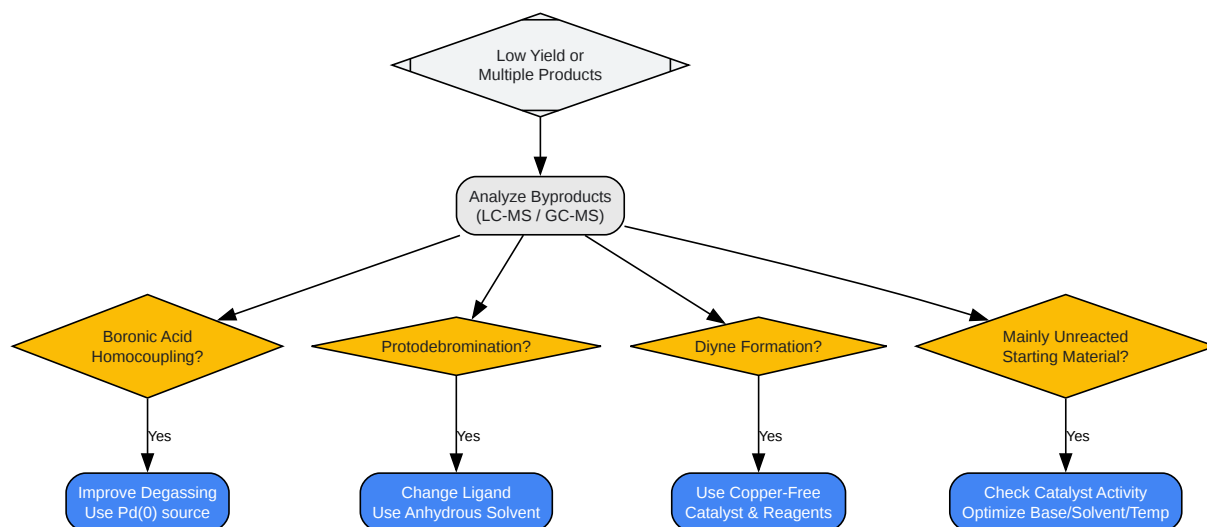 Low Yield or
Multiple Products
Analyze Byproducts
(LC-MS / GC-MS)
Boronic Acid
Homocoupling?
Protodebromination?
Diyne Formation?
Mainly Unreacted
Starting Material?
Yes
Yes
Yes
Yes
Improve Degassing
Use Pd(0) source
Change Ligand
Use Anhydrous Solvent
Use Copper-Free
Catalyst & Reagents
Check Catalyst Activity
Optimize Base/Solvent/Temp